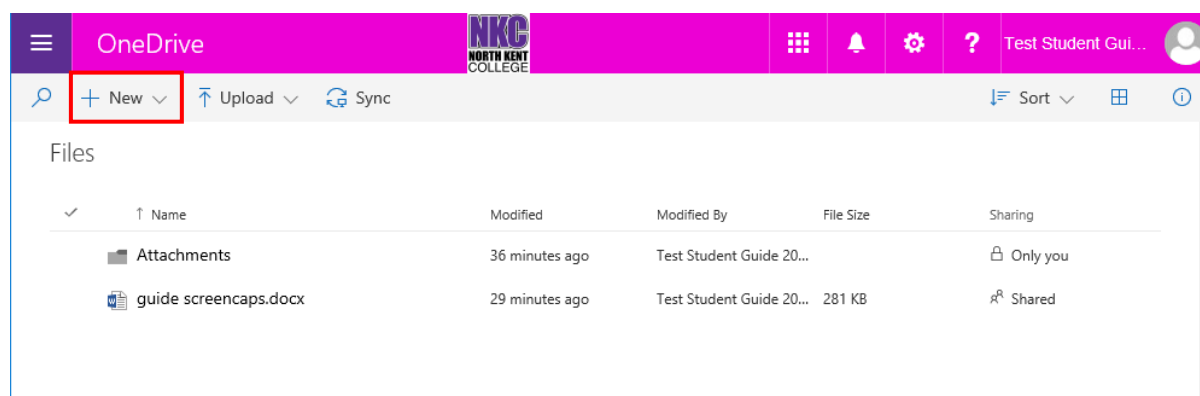 OneDrive
NKC
NORTH KENT
COLLEGE
? Test Student Gui...
+ New Upload Sync Sort
Files
Name Modified Modified By File Size Sharing
Attachments 36 minutes ago Test Student Guide 20... Only you
guide screencaps.docx 29 minutes ago Test Student Guide 20... 281 KB Shared